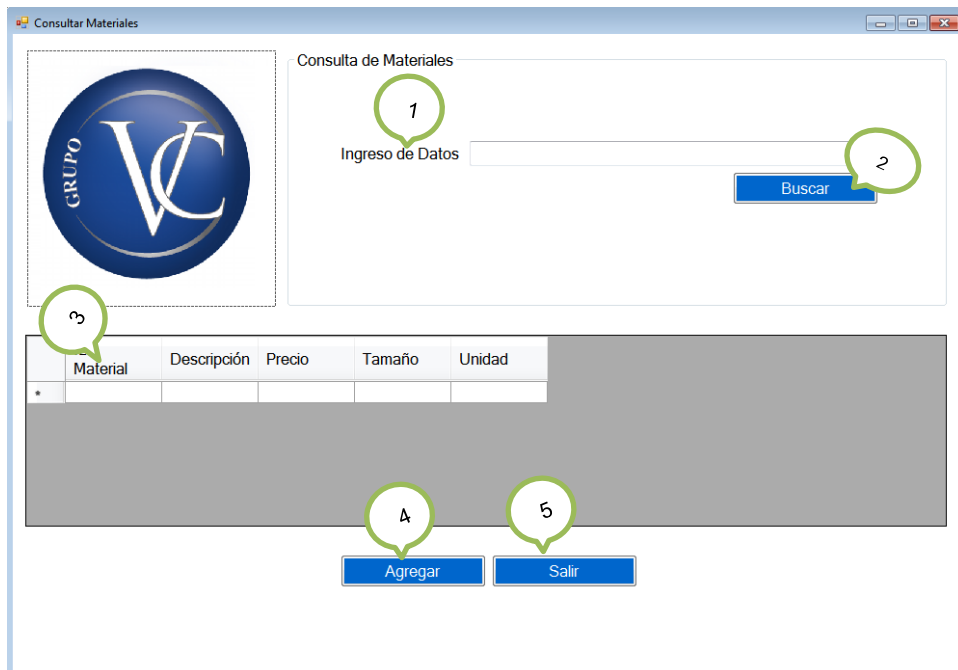 Consultar Materiales
Consulta de Materiales
1
Ingreso de Datos
2
Buscar
GRUPO
VC
3
Material Descripción Precio Tamaño Unidad
*
4
5
Agregar Salir